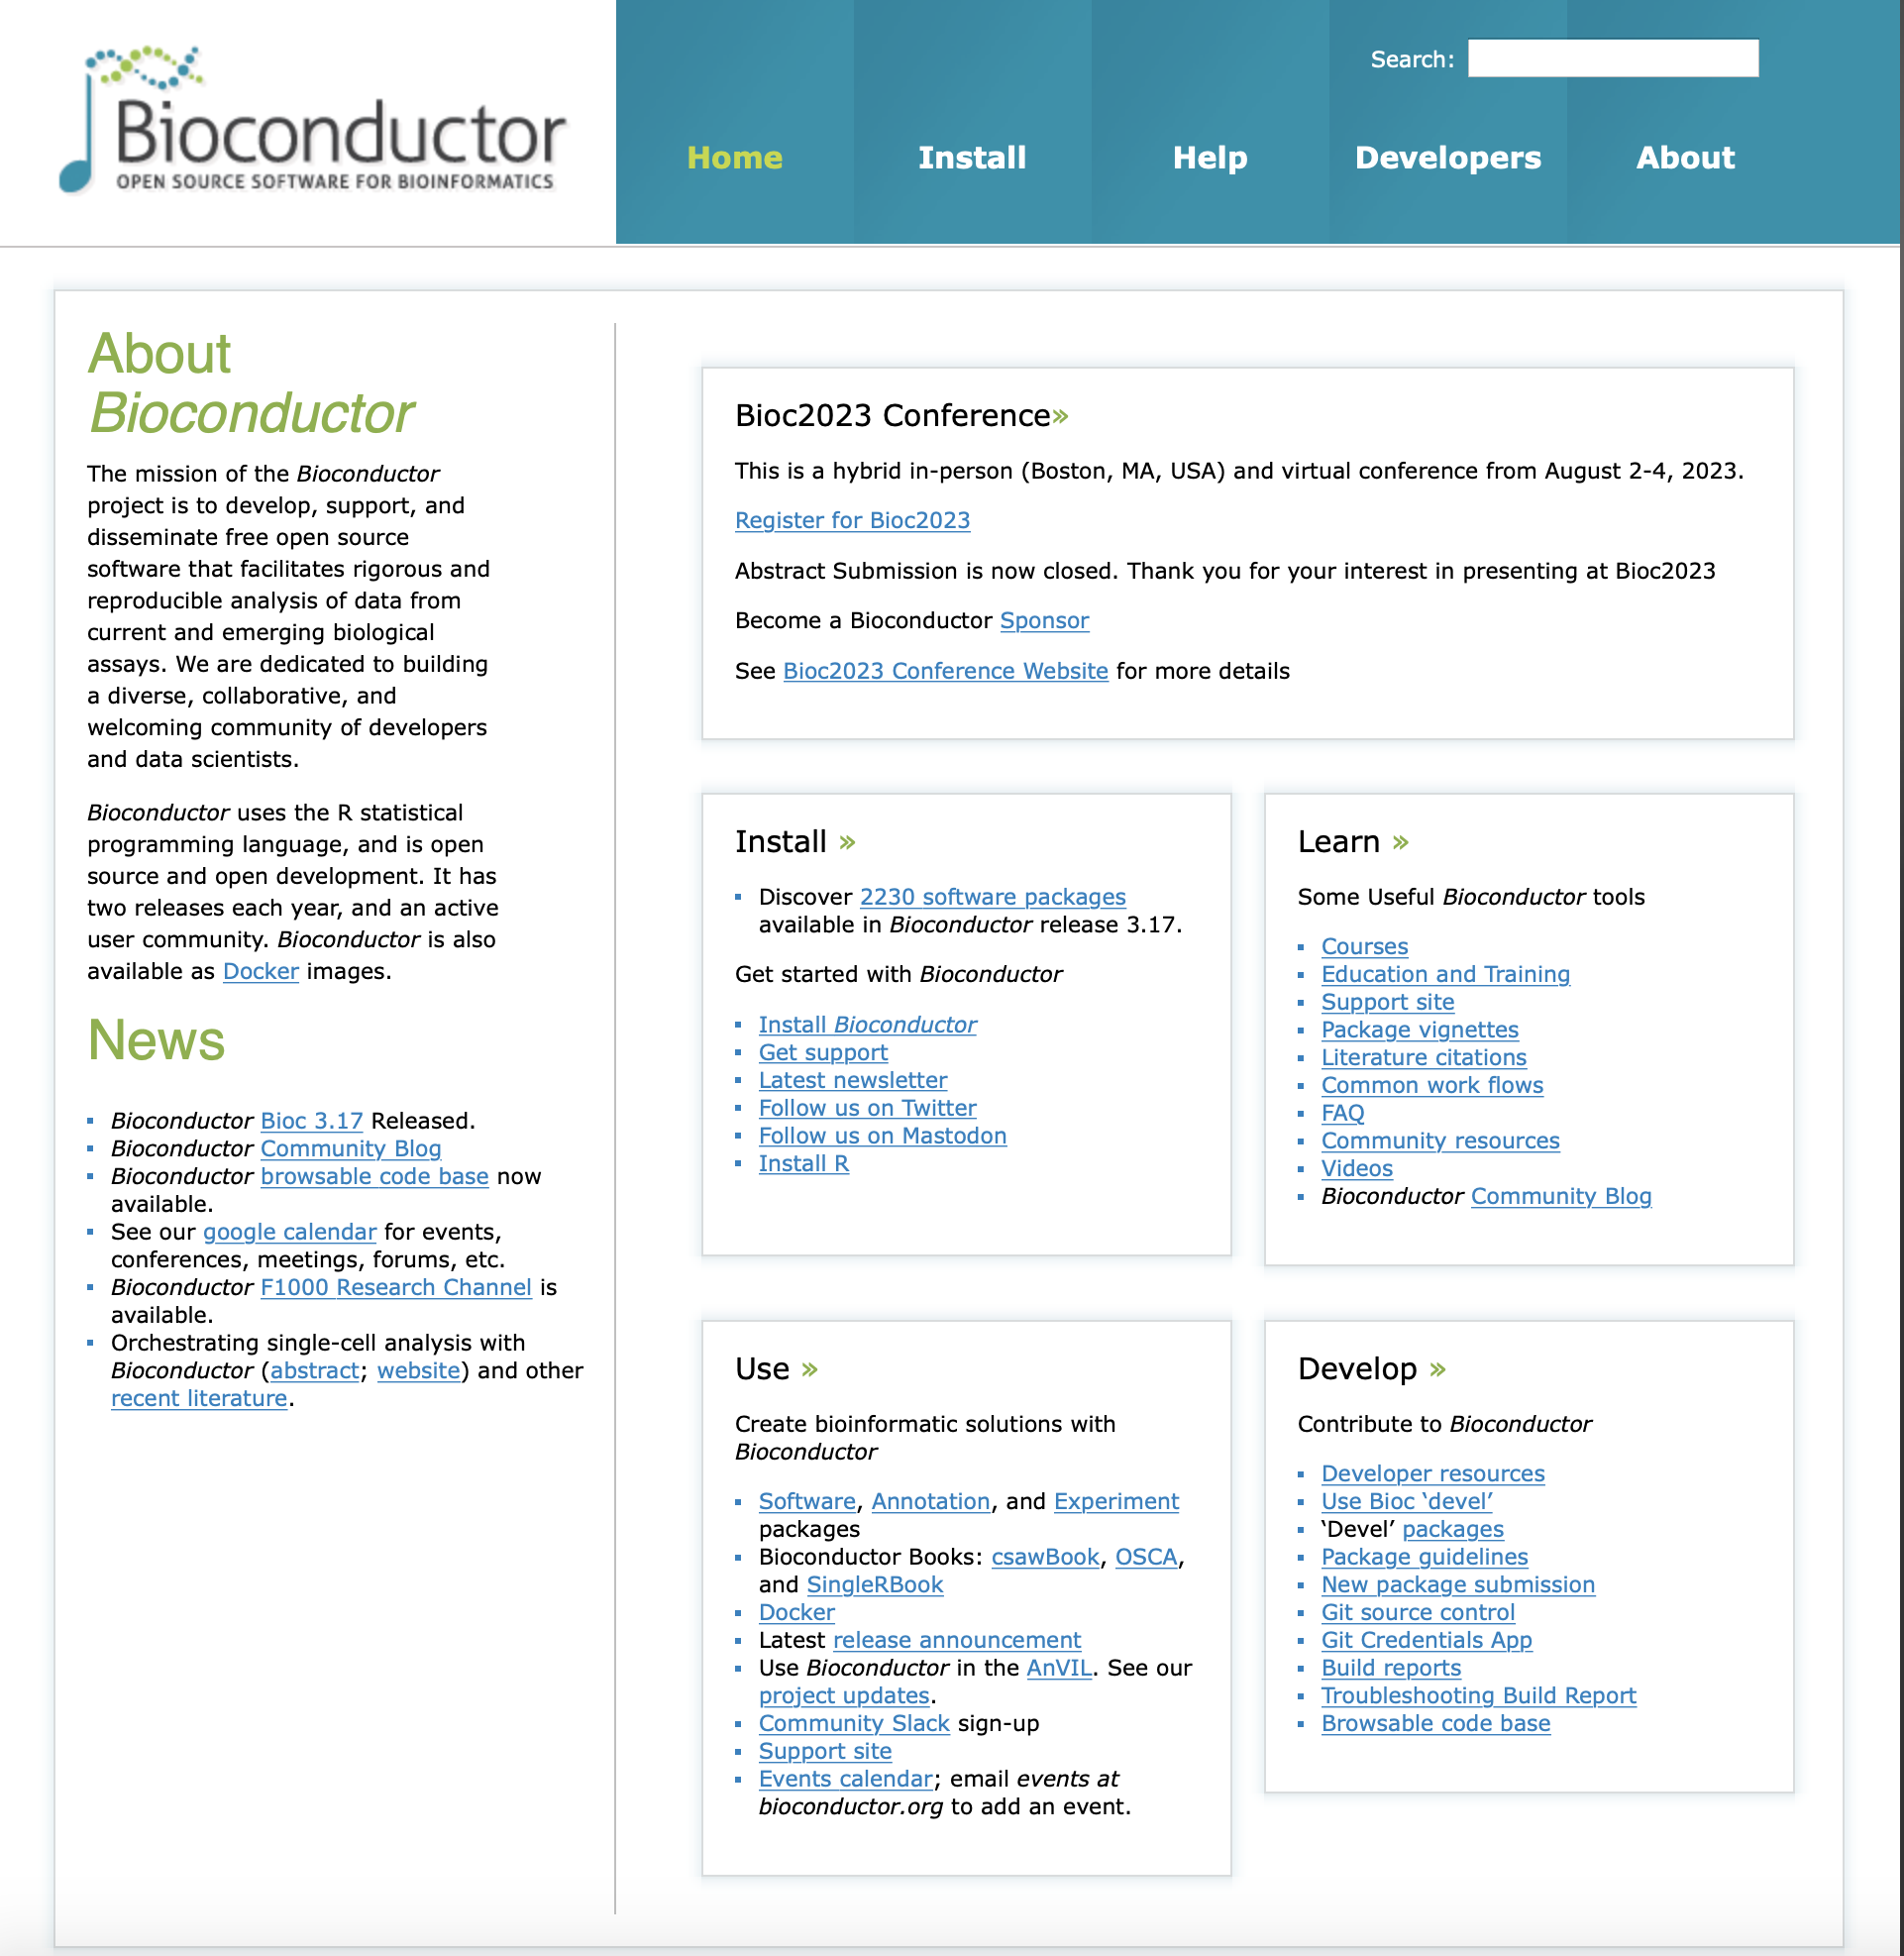 Bioconductor
OPEN SOURCE SOFTWARE FOR BIOINFORMATICS
Search:
Home
Install
Help
Developers
About
About
Bioconductor
The mission of the Bioconductor
project is to develop, support, and
disseminate free open source
software that facilitates rigorous and
reproducible analysis of data from
current and emerging biological
assays. We are dedicated to building
a diverse, collaborative, and
welcoming community of developers
and data scientists.
Bioconductor uses the R statistical
programming language, and is open
source and open development. It has
two releases each year, and an active
user community. Bioconductor is also
available as Docker images.
News
Bioconductor Bioc 3.17 Released.
Bioconductor Community Blog
Bioconductor browsable code base now
available.
See our google calendar for events,
conferences, meetings, forums, etc.
Bioconductor F1000 Research Channel is
available.
Orchestrating single-cell analysis with
Bioconductor (abstract; website) and other
recent literature.
Bioc2023 Conference»
This is a hybrid in-person (Boston, MA, USA) and virtual conference from August 2-4, 2023.
Register for Bioc2023
Abstract Submission is now closed. Thank you for your interest in presenting at Bioc2023
Become a Bioconductor Sponsor
See Bioc2023 Conference Website for more details
Install »
Discover 2230 software packages
available in Bioconductor release 3.17.
Get started with Bioconductor
Install Bioconductor
Get support
Latest newsletter
Follow us on Twitter
Follow us on Mastodon
Install R
Learn »
Some Useful Bioconductor tools
Courses
Education and Training
Support site
Package vignettes
Literature citations
Common work flows
FAQ
Community resources
Videos
Bioconductor Community Blog
Use »
Create bioinformatic solutions with
Bioconductor
Software, Annotation, and Experiment
packages
Bioconductor Books: csawBook, OSCA,
and SingleRBook
Docker
Latest release announcement
Use Bioconductor in the AnVIL. See our
project updates.
Community Slack sign-up
Support site
Events calendar; email events at
bioconductor.org to add an event.
Develop »
Contribute to Bioconductor
Developer resources
Use Bioc ‘devel’
‘Devel’ packages
Package guidelines
New package submission
Git source control
Git Credentials App
Build reports
Troubleshooting Build Report
Browsable code base